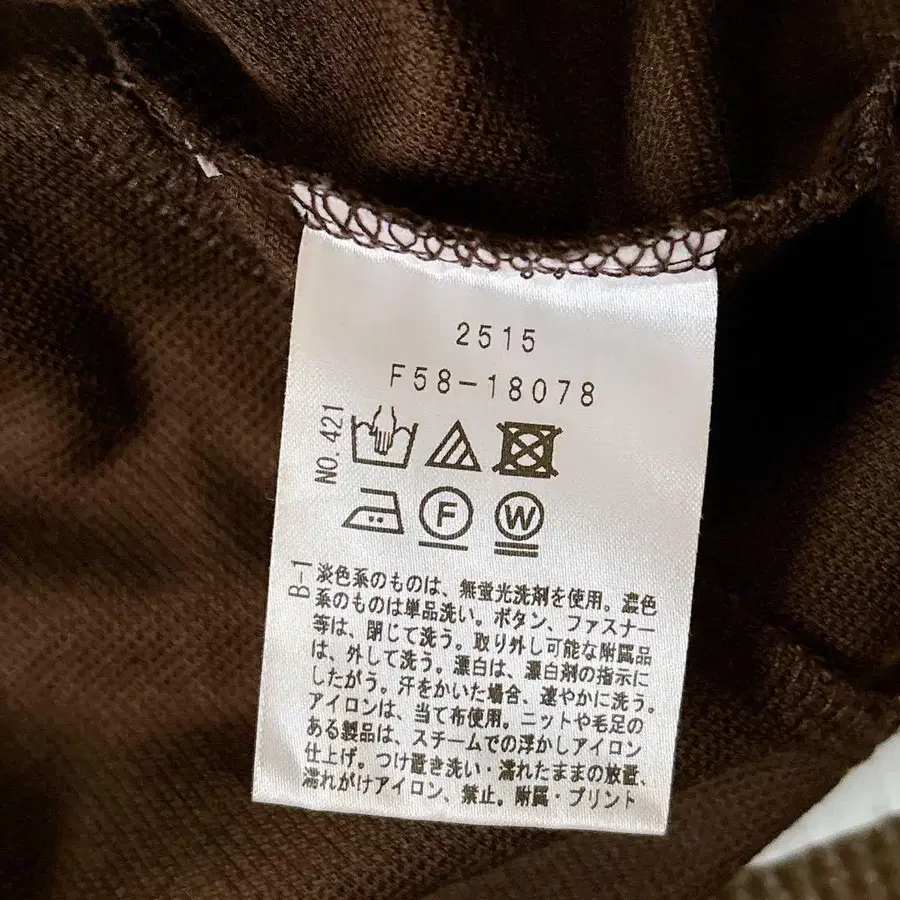 2515
F58-18078
NO.421
F
W
B-1
淡色系のものは、無蛍光洗剤を使用。濃色
系のものは単品洗い。ボタン、ファスナー
等は、閉じて洗う。取り外し可能な附属品
は、外して洗う。漂白は、漂白剤の指示に
したがう。汗をかいた場合、速やかに洗う。
アイロンは、当て布使用。ニットや毛足の
ある製品は、スチームでの浮かしアイロン
仕上げ。つけ置き洗い・濡れたままの放置、
濡れがけアイロン、禁止。附属・プリント